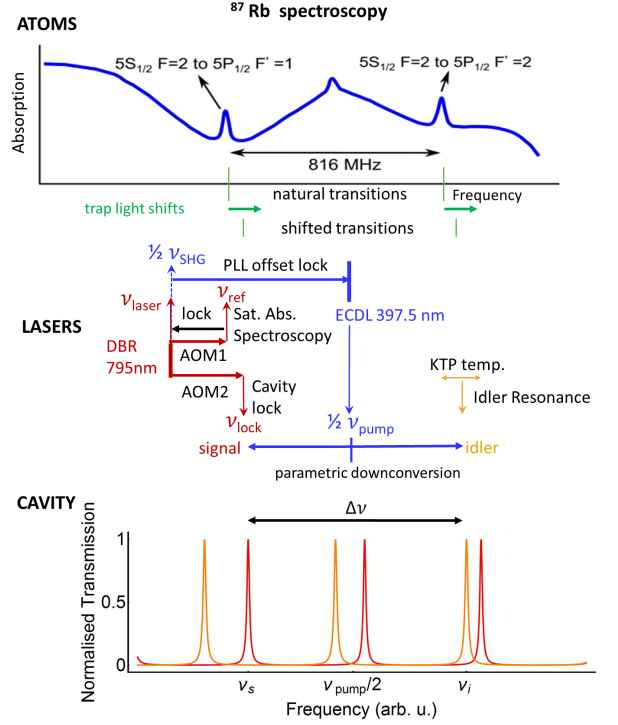 ⁸⁷Rb spectroscopy
ATOMS
5S₁/₂ F=2 to 5P₁/₂ F' =1
5S₁/₂ F=2 to 5P₁/₂ F' =2
Absorption
816 MHz
natural transitions
Frequency
trap light shifts
shifted transitions
½ νSHG
PLL offset lock
νlaser
νref
lock
Sat. Abs.
Spectroscopy
ECDL 397.5 nm
LASERS
DBR
795nm
AOM1
AOM2
Cavity
lock
KTP temp.
Idler Resonance
νlock
½ νpump
signal
idler
parametric downconversion
CAVITY
Δν
Normalised Transmission
1
0.5
0
νs
ν pump/2
νi
Frequency (arb. u.)